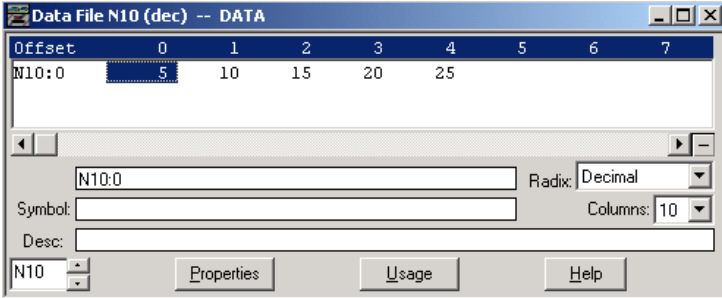 Data File N10 (dec) -- DATA
Offset 0 1 2 3 4 5 6 7
N10:0 5 10 15 20 25
N10:0 Radix: Decimal
Symbol: Columns: 10
Desc:
N10 Properties Usage Help